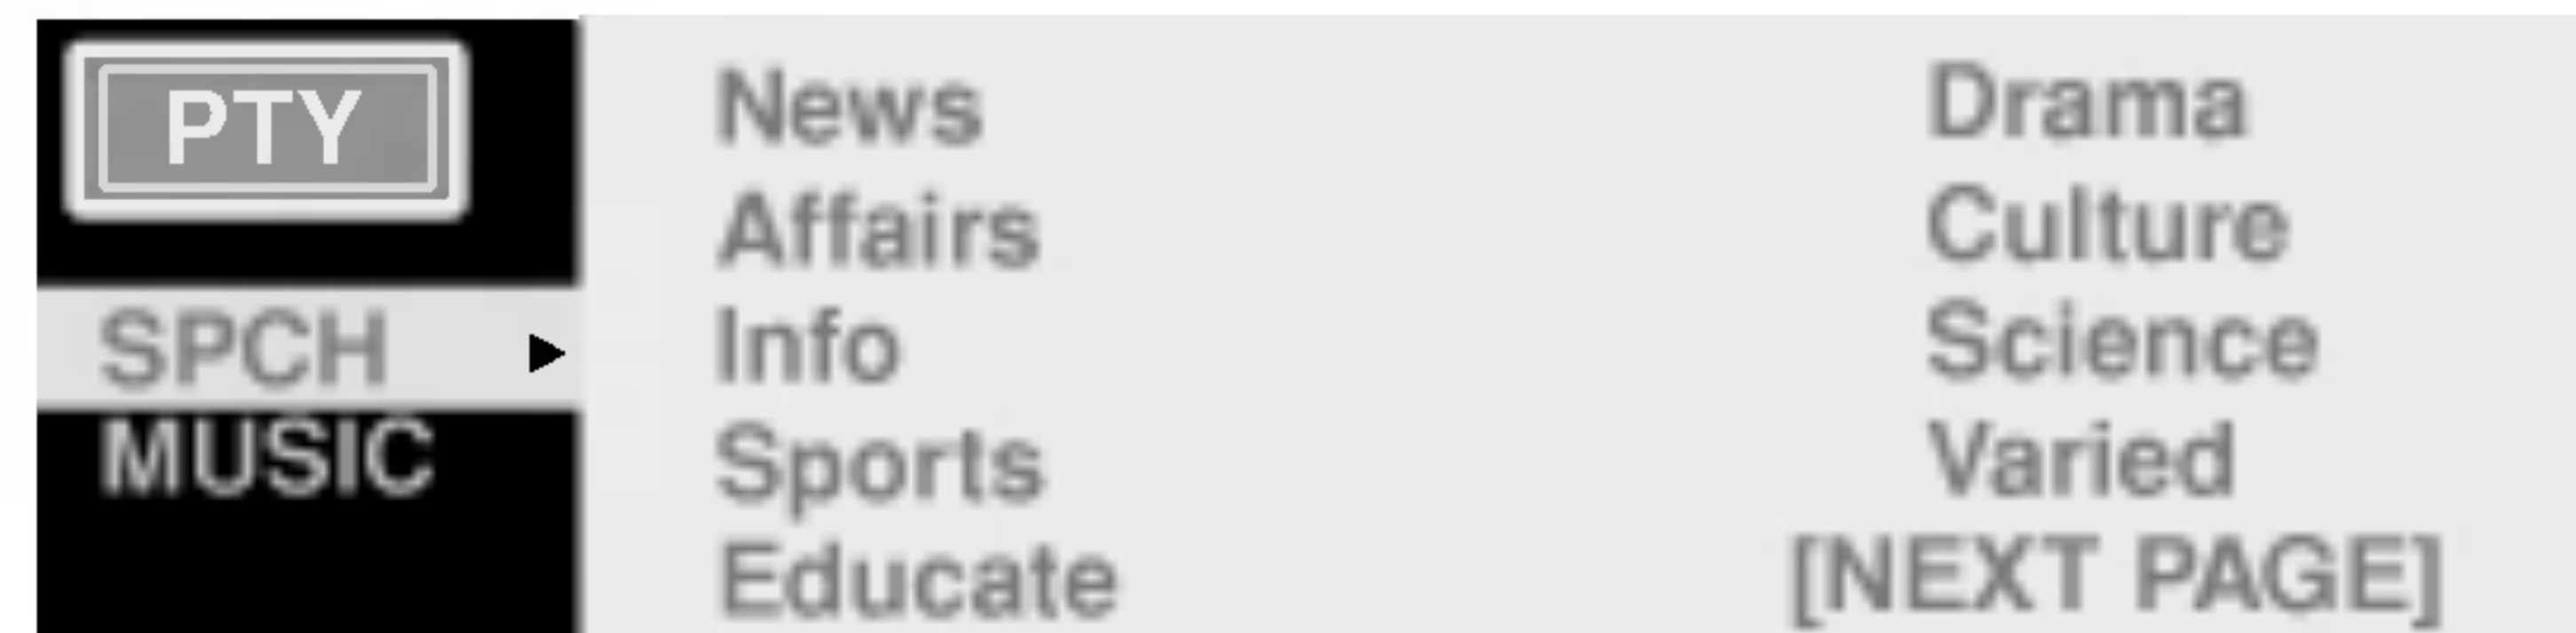 PTY
SPCH
MUSIC
News
Affairs
Info
Sports
Educate
Drama
Culture
Science
Varied
[NEXT PAGE]